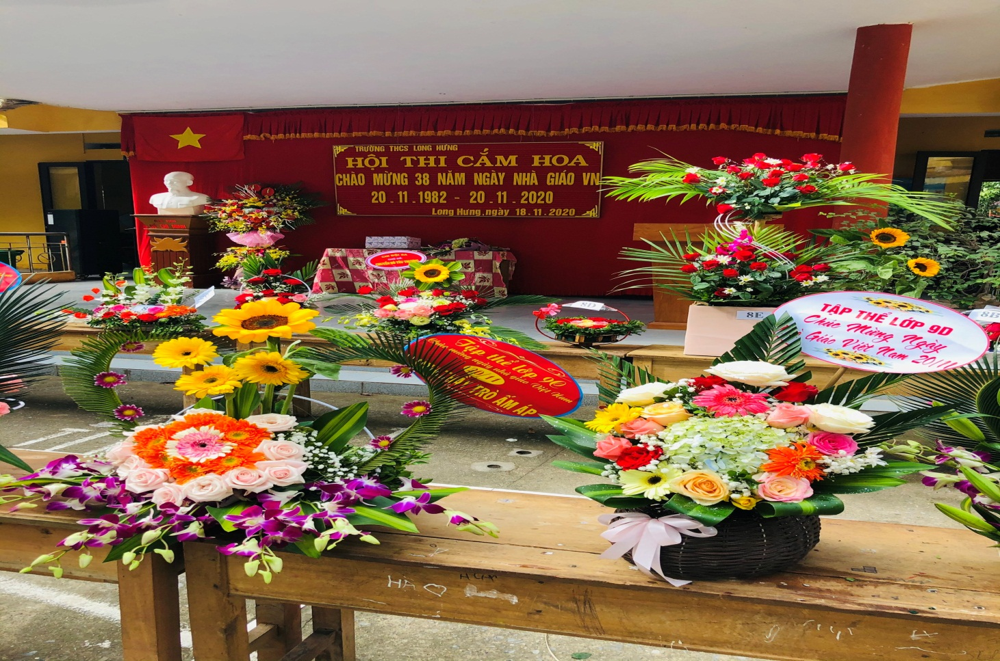 TRƯỜNG THCS LONG HƯNG
HỘI THI CẮM HOA
CHÀO MỪNG 38 NĂM NGÀY NHÀ GIÁO VN
20.11.1982 - 20.11.2020
Long Hưng, ngày 18.11.2020
8D
8E
8B
TẬP THỂ LỚP 9D
Chúc Mừng Ngày
Giáo Việt Nam 20/11
Tập thể lớp 9C
Chúc mừng ngày nhà giáo Việt Nam
20/11
THẦY TRÒ ẤM ÁP
HÀ